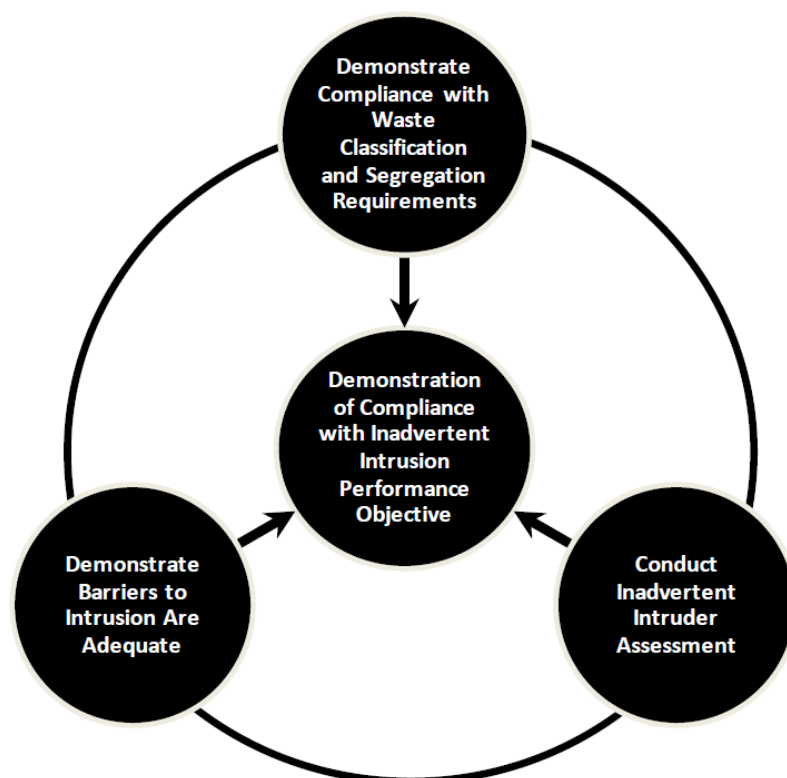 Demonstrate
Compliance with
Waste
Classification
and Segregation
Requirements
Demonstration
of Compliance
with Inadvertent
Intrusion
Performance
Objective
Demonstrate
Barriers to
Intrusion Are
Adequate
Conduct
Inadvertent
Intruder
Assessment